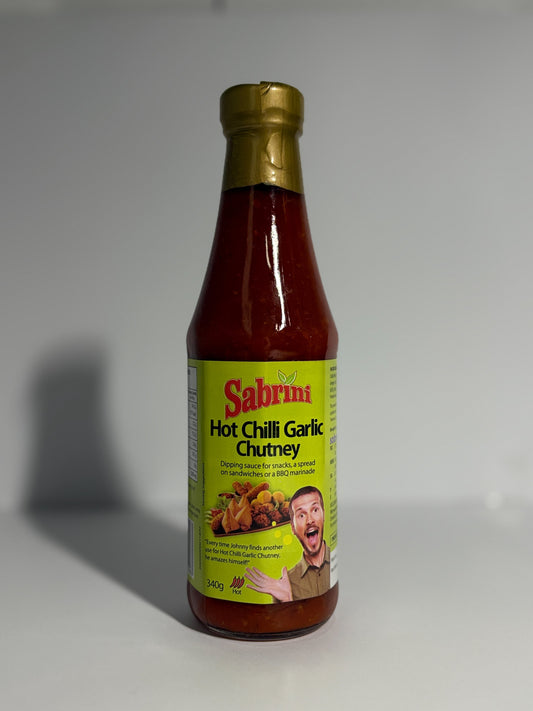 Sabrini
Hot Chilli Garlic
Chutney
Dipping sauce for snacks, a spread
on sandwiches or a BBQ marinade
"Every time Johnny finds another
use for Hot Chilli Garlic Chutney,
he amazes himself!"
340g
Hot